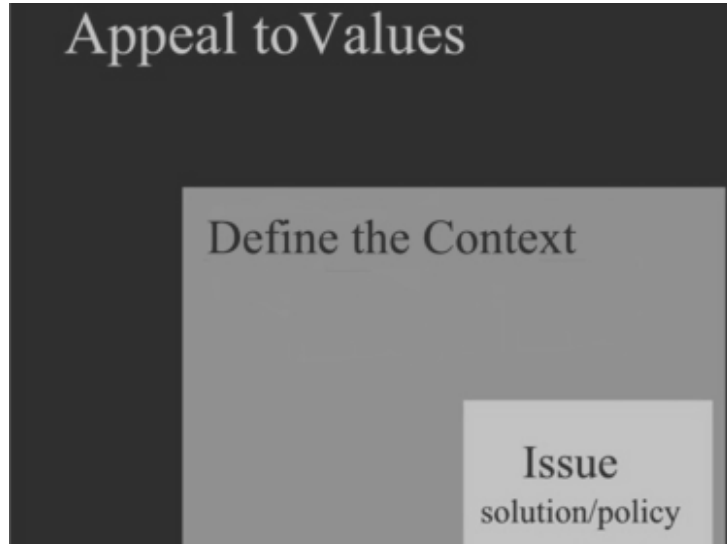 Appeal toValues
Define the Context
Issue
solution/policy